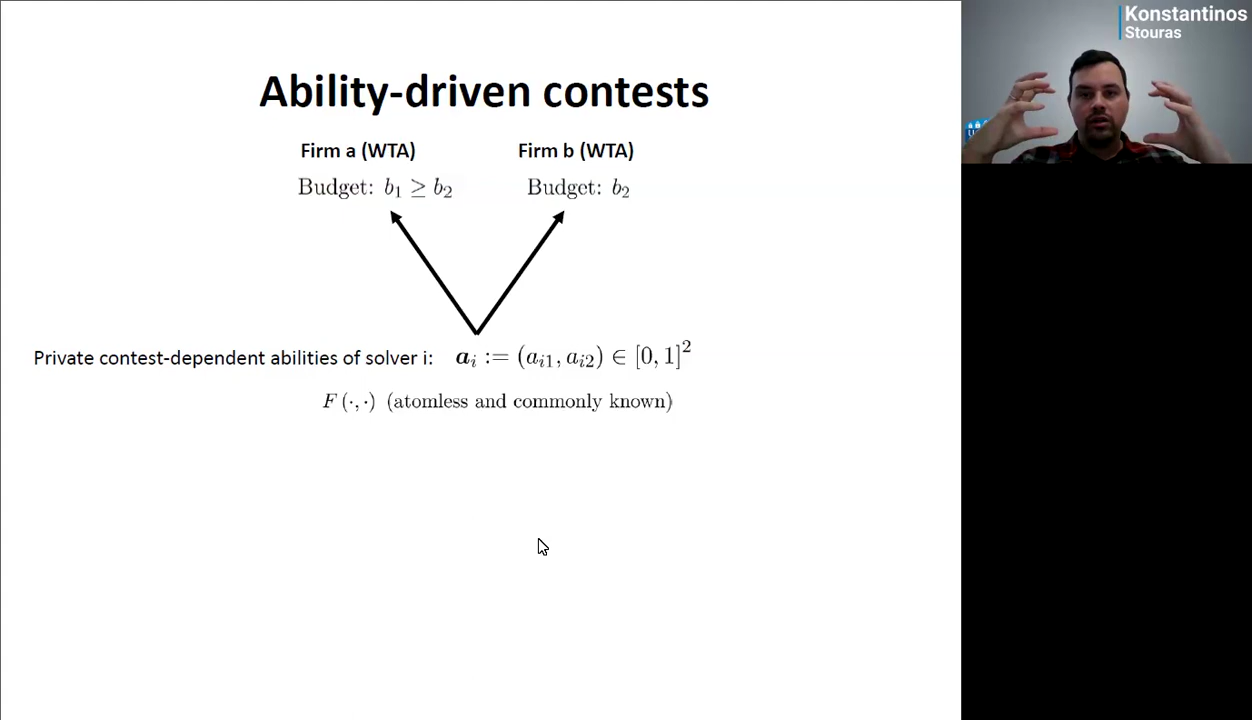 Konstantinos
Stouras
Ability-driven contests
Firm a (WTA)
Firm b (WTA)
Budget: b₁ ≥ b₂
Budget: b₂
Private contest-dependent abilities of solver i: 𝒂ᵢ := (aᵢ₁, aᵢ₂) ∈ [0, 1]²
F (·,·) (atomless and commonly known)